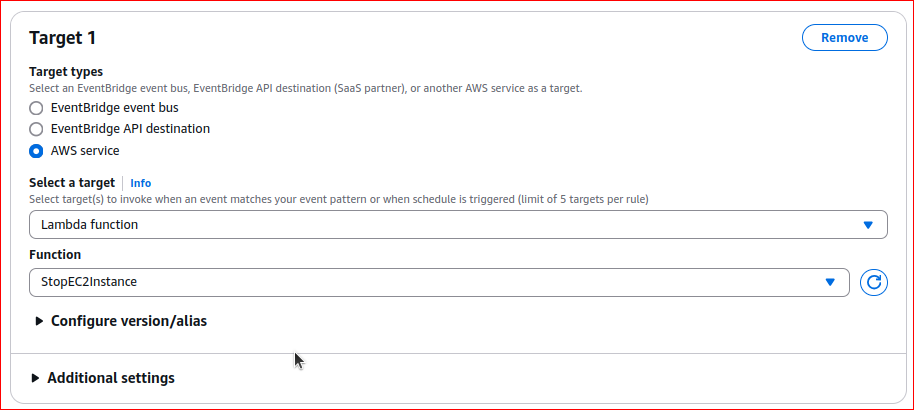 Target 1
Remove
Target types
Select an EventBridge event bus, EventBridge API destination (SaaS partner), or another AWS service as a target.
EventBridge event bus
EventBridge API destination
AWS service
Select a target Info
Select target(s) to invoke when an event matches your event pattern or when schedule is triggered (limit of 5 targets per rule)
Lambda function
Function
StopEC2Instance
Configure version/alias
Additional settings